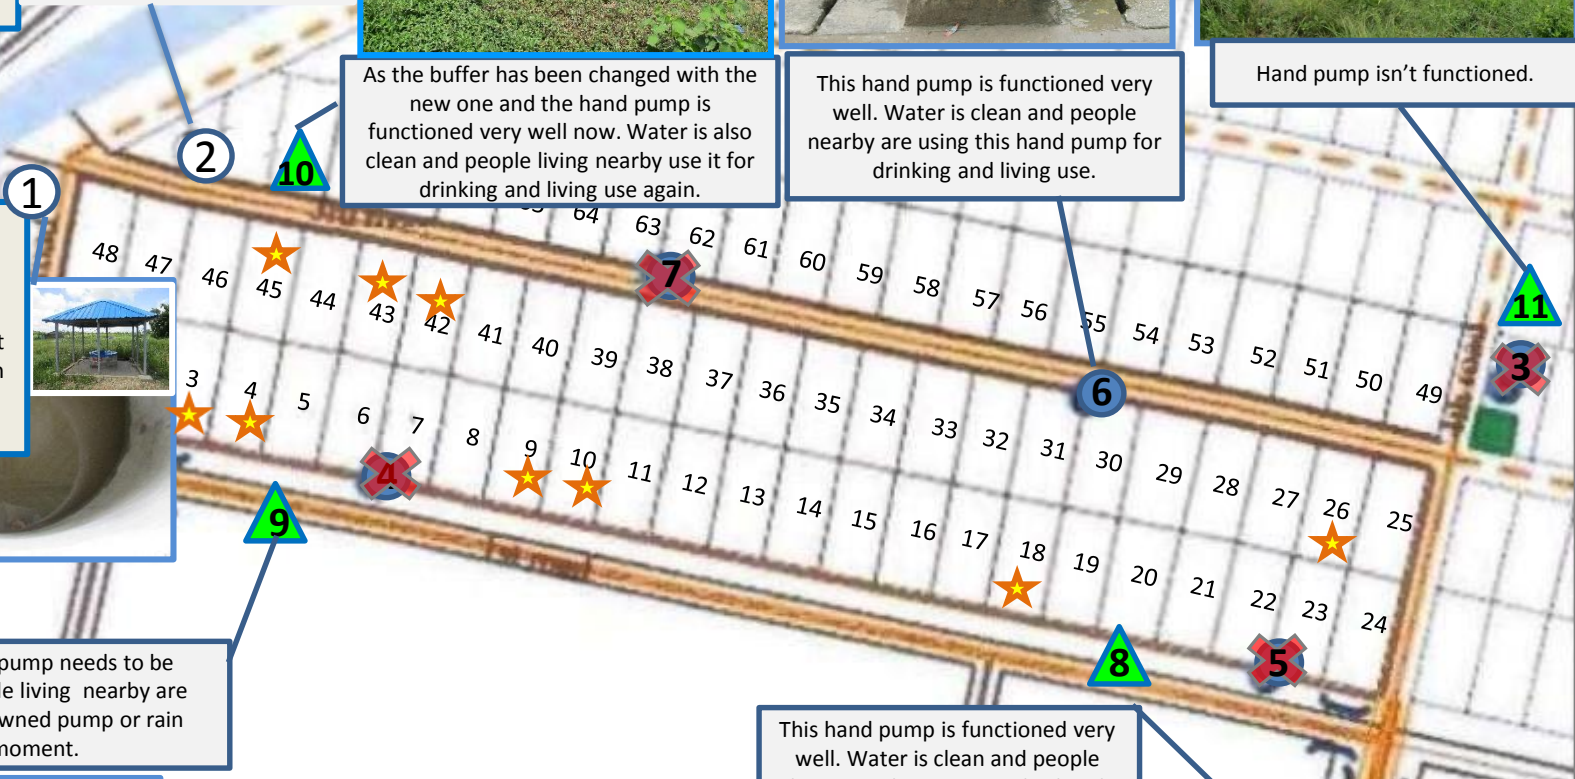 As the buffer has been changed with the
new one and the hand pump is
functioned very well now. Water is also
clean and people living nearby use it for
drinking and living use again.
This hand pump is functioned very
well. Water is clean and people
nearby are using this hand pump for
drinking and living use.
Hand pump isn't functioned.
1
2
10
64 63 62 61 60 59 58 57 56 55 54 53 52 51 50 49
7
6
11
3
48 47 46 45 44 43 42 41 40 39 38 37 36 35 34 33 32 31 30 29 28 27 26 25
3 4 5 6 7 8 9 10 11 12 13 14 15 16 17 18 19 20 21 22 23 24
4
9
8
5
pump needs to be
living nearby are
wned pump or rain
moment.
This hand pump is functioned very
well. Water is clean and people